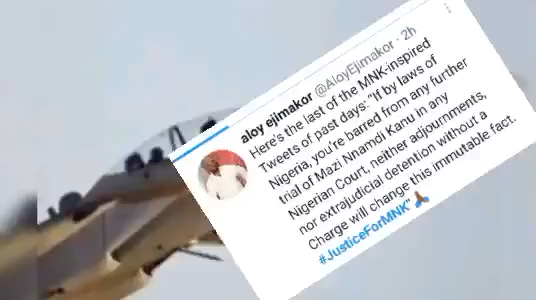 aloy ejimakor @AloyEjimakor · 2h
Here's the last of the MNK-inspired
Tweets of past days: "If by laws of
Nigeria, you're barred from any further
trial of Mazi Nnamdi Kanu in any
Nigerian Court, neither adjournments,
nor extrajudicial detention without a
Charge will change this immutable fact.
#JusticeForMNK" 🙏🏾